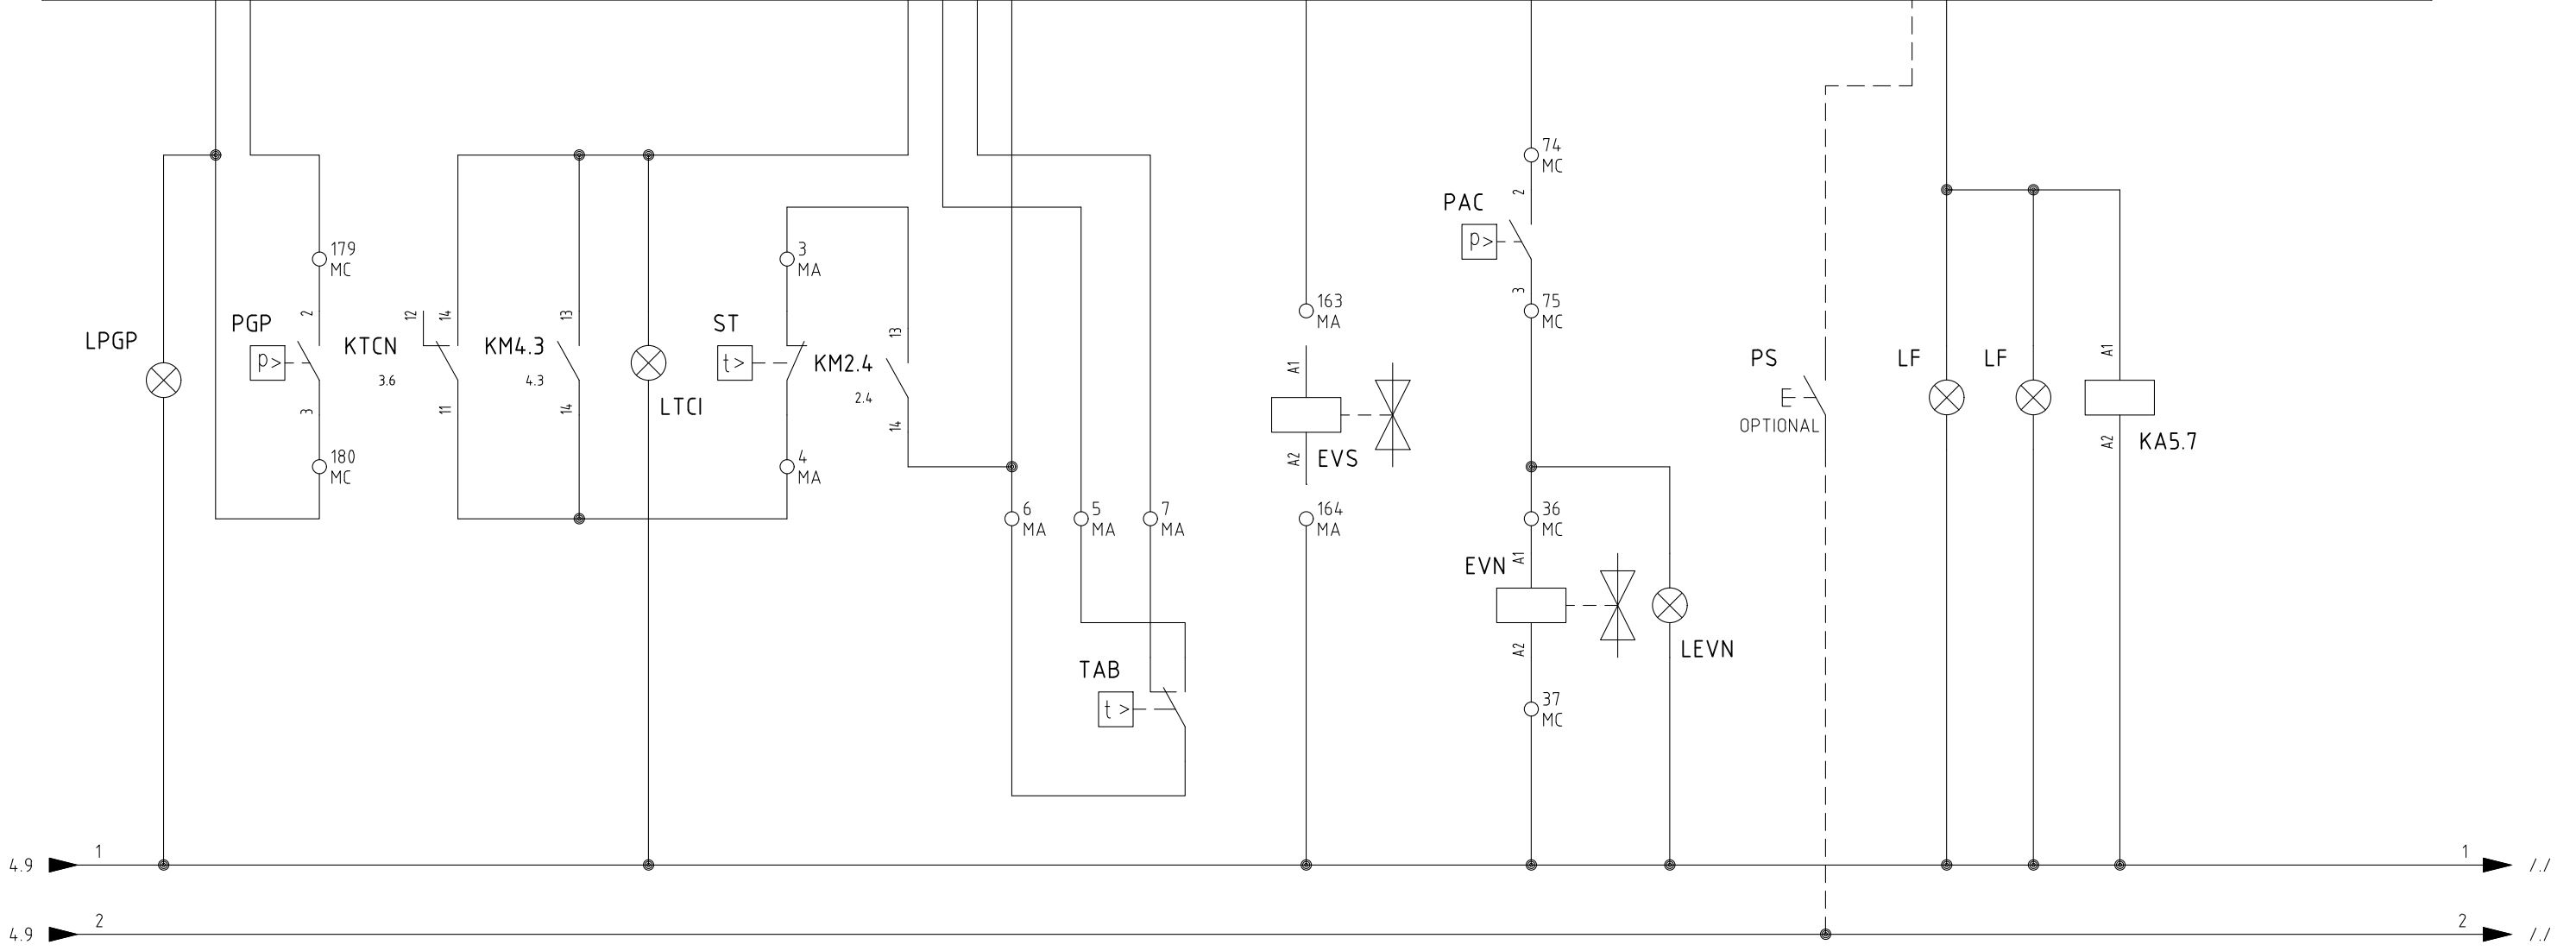 74
MC
2
PAC
p>
179
MC
3
MA
3
75
MC
163
MA
2
12
14
13
13
PGP
p>
ST
t>
LPGP
KTCN
3.6
KM4.3
4.3
KM2.4
2.4
A1
PS
OPTIONAL
LF
LF
A1
3
11
14
LTCI
14
A2
EVS
A2
KA5.7
180
MC
4
MA
6
MA
5
MA
7
MA
164
MA
36
MC
A1
EVN
A2
LEVN
TAB
t>
37
MC
4.9
1
1
/./
4.9
2
2
/./